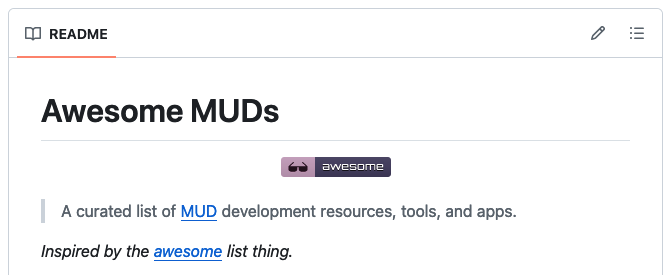 README
Awesome MUDs
awesome
A curated list of MUD development resources, tools, and apps.
Inspired by the awesome list thing.